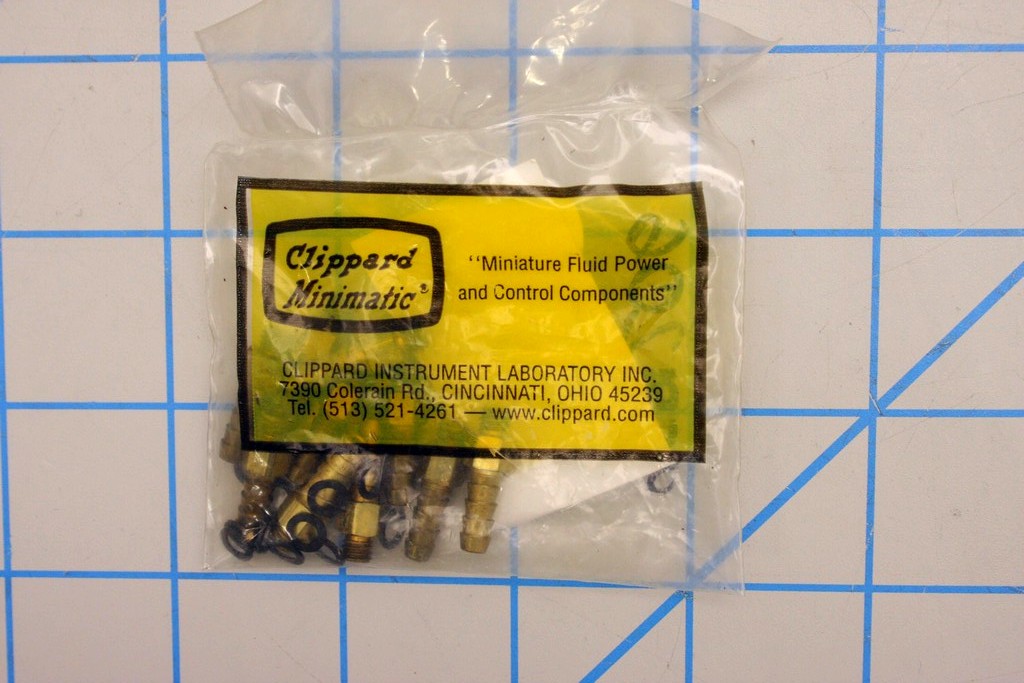 Clippard
Minimatic®
"Miniature Fluid Power
and Control Components"
CLIPPARD INSTRUMENT LABORATORY INC.
7390 Colerain Rd., CINCINNATI, OHIO 45239
Tel. (513) 521-4261 — www.clippard.com